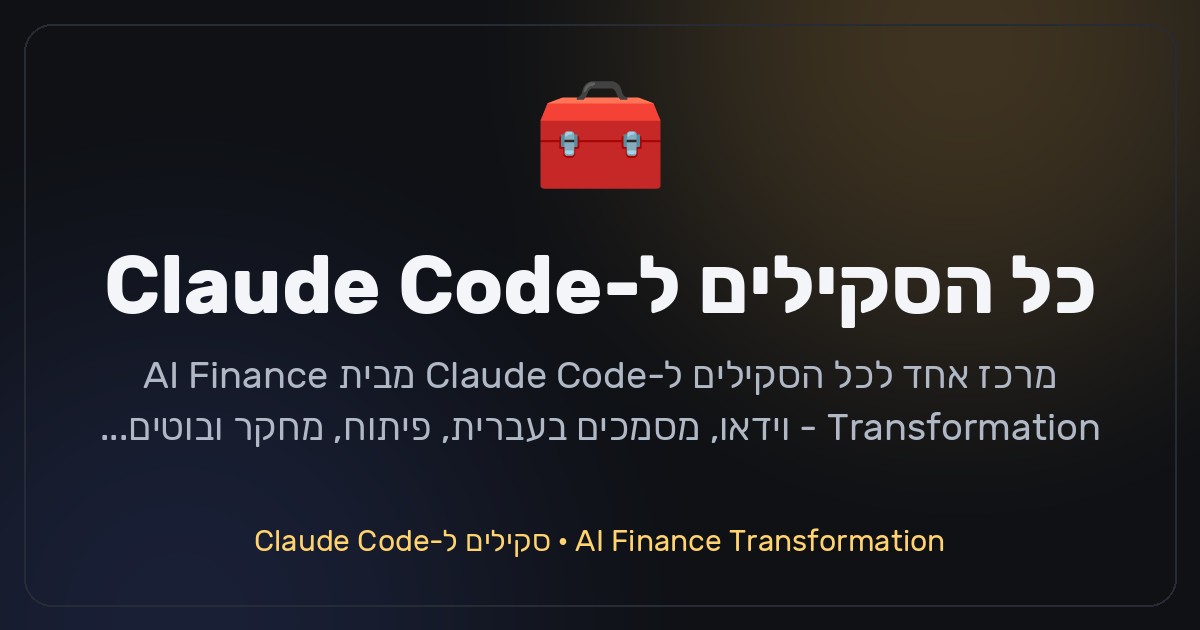 כל הסקילים ל-Claude Code
מרכז אחד לכל הסקילים ל-Claude Code מבית AI Finance
Transformation - וידאו, מסמכים בעברית, פיתוח, מחקר ובוטים...
סקילים ל-Claude Code • AI Finance Transformation